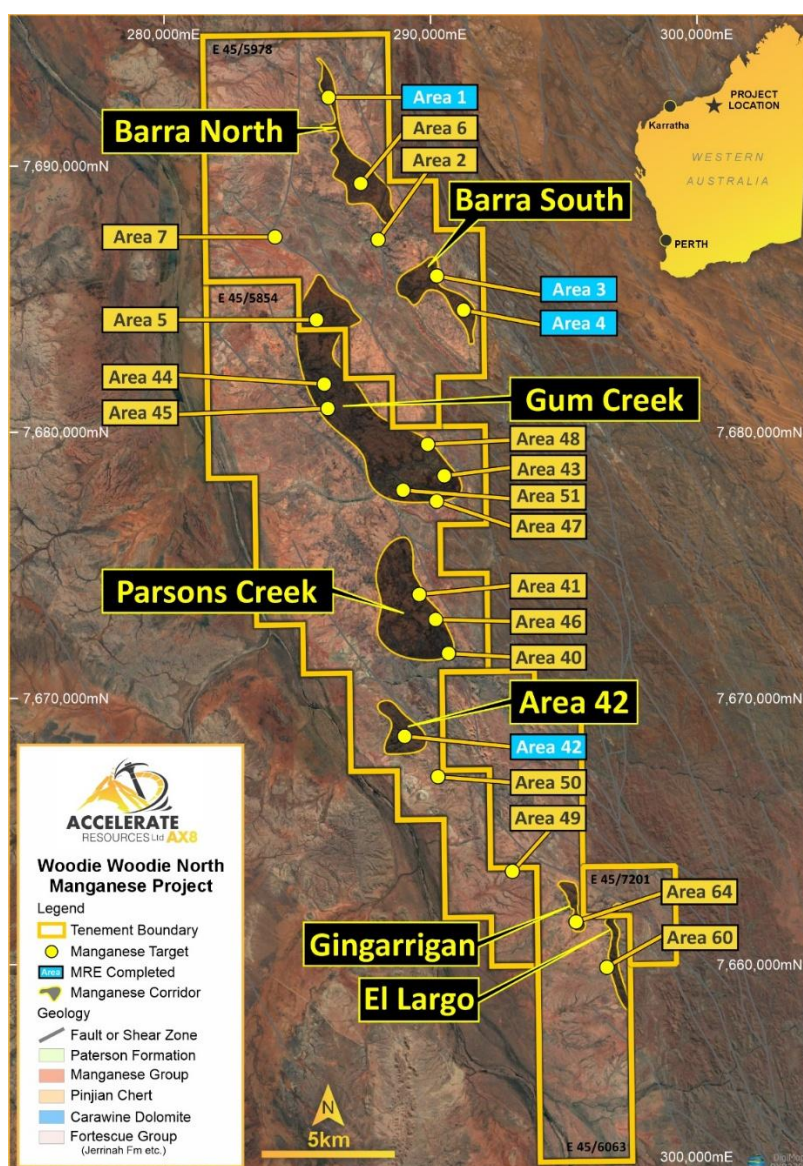 280,000mE
290,000mE
300,000mE
E 45/5978
Area 1
Barra North
Area 6
Area 2
PROJECT
LOCATION
Karratha
WESTERN
AUSTRALIA
PERTH
7,690,000mN
Barra South
Area 7
E 45/5854
Area 3
Area 5
Area 4
Area 44
Gum Creek
Area 45
7,680,000mN
7,680,000mN
Area 48
Area 43
Area 51
Area 47
Area 41
Parsons Creek
Area 46
Area 40
7,670,000mN
7,670,000mN
Area 42
Area 42
Area 50
Area 49
E 45/7201
Area 64
Gingarrigan
Area 60
El Largo
7,660,000mN
ACCELERATE
RESOURCES Ltd AX8
Woodie Woodie North
Manganese Project
Legend
Tenement Boundary
Manganese Target
Area
MRE Completed
Manganese Corridor
Geology
Fault or Shear Zone
Paterson Formation
Manganese Group
Pinjian Chert
Carawine Dolomite
Fortescue Group
(Jerrinah Fm etc.)
N
5km
E 45/6063
300,000mE